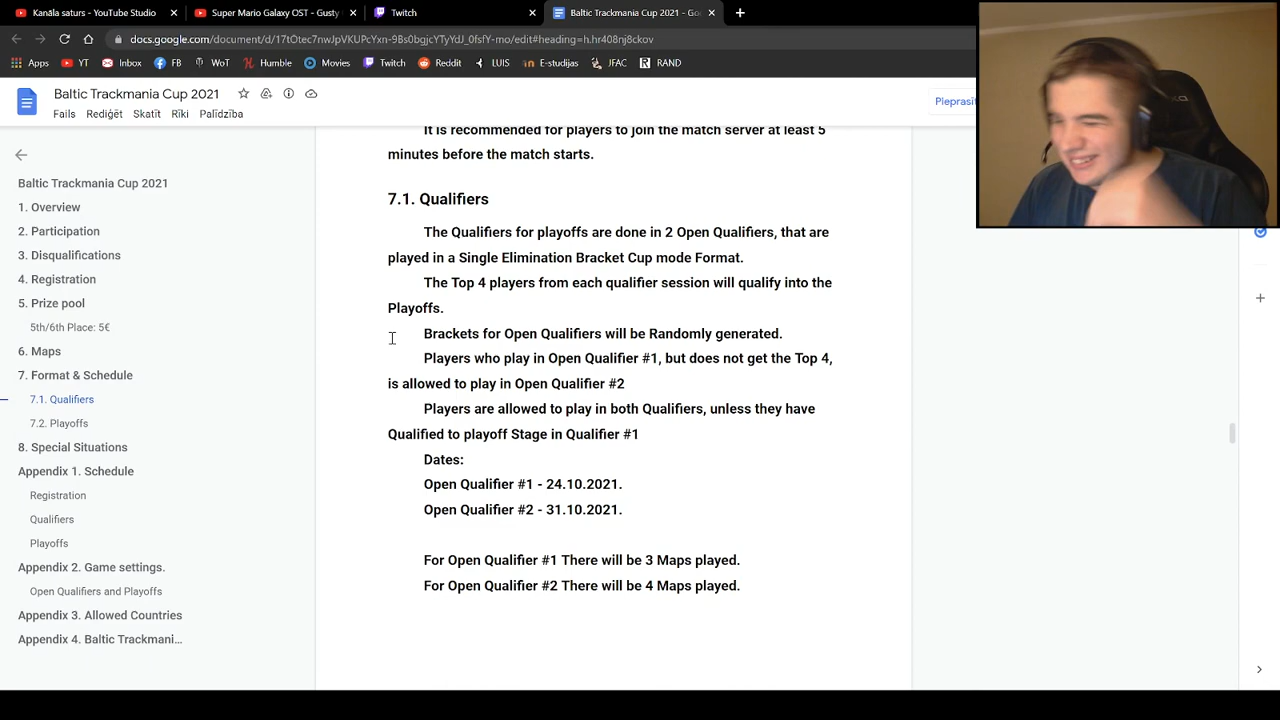 Kanāla saturs - YouTube Studio
Super Mario Galaxy OST - Gusty
Twitch
Baltic Trackmania Cup 2021 - Go
docs.google.com/document/d/17tOtec7nwJpVKUPcYxn-9Bs0bgjcYTyYdJ_0fsfY-mo/edit#heading=h.hr408nj8ckov
Apps YT Inbox FB WoT Humble Movies Twitch Reddit LUIS E-studijas JFAC RAND
Baltic Trackmania Cup 2021
Fails Rediģēt Skatīt Rīki Palīdzība
Pieprasīt
Baltic Trackmania Cup 2021
1. Overview
2. Participation
3. Disqualifications
4. Registration
5. Prize pool
5th/6th Place: 5€
6. Maps
7. Format & Schedule
7.1. Qualifiers
7.2. Playoffs
8. Special Situations
Appendix 1. Schedule
Registration
Qualifiers
Playoffs
Appendix 2. Game settings.
Open Qualifiers and Playoffs
Appendix 3. Allowed Countries
Appendix 4. Baltic Trackmani...
It is recommended for players to join the match server at least 5
minutes before the match starts.
7.1. Qualifiers
The Qualifiers for playoffs are done in 2 Open Qualifiers, that are
played in a Single Elimination Bracket Cup mode Format.
The Top 4 players from each qualifier session will qualify into the
Playoffs.
Brackets for Open Qualifiers will be Randomly generated.
Players who play in Open Qualifier #1, but does not get the Top 4,
is allowed to play in Open Qualifier #2
Players are allowed to play in both Qualifiers, unless they have
Qualified to playoff Stage in Qualifier #1
Dates:
Open Qualifier #1 - 24.10.2021.
Open Qualifier #2 - 31.10.2021.
For Open Qualifier #1 There will be 3 Maps played.
For Open Qualifier #2 There will be 4 Maps played.